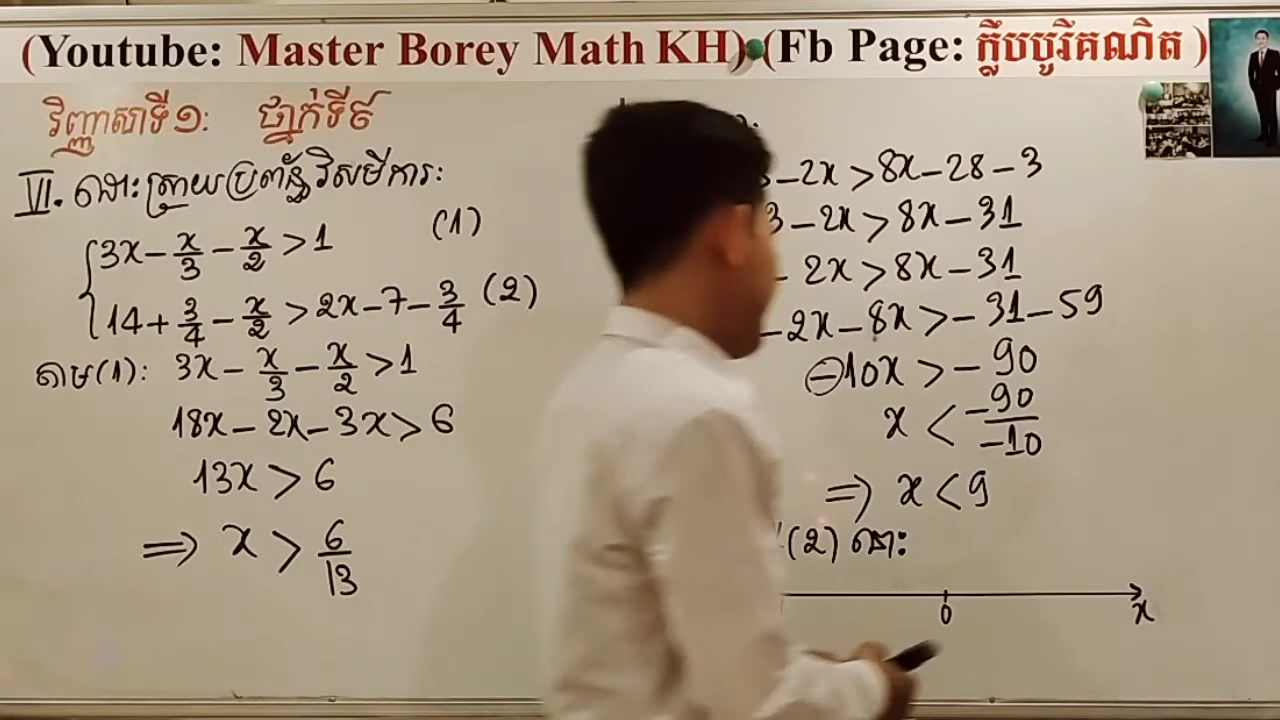 (Youtube: Master Borey Math KH) (Fb Page: ក្លឹបបូរីគណិត )
វិញ្ញាសាទី១: ថ្នាក់ទី៩
VI. ដោះស្រាយប្រព័ន្ធវិសមីការ:
{3x - x/3 - x/2 > 1 (1)
14 + 3/4 - x/2 > 2x - 7 - 3/4 (2)
តាម(1): 3x - x/3 - x/2 > 1
18x - 2x - 3x > 6
13x > 6
⇒ x > 6/13
3 - 2x > 8x - 28 - 3
3 - 2x > 8x - 31
- 2x > 8x - 31
- 2x - 8x > - 31 - 59
-10x > - 90
x < -90/-10
⇒ x < 9
(2) នោះ:
0 x